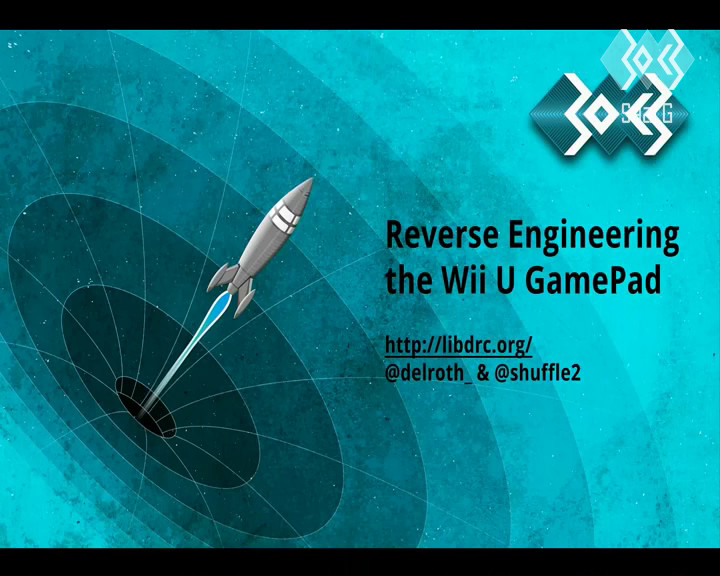 Reverse Engineering
the Wii U GamePad
http://libdrc.org/
@delroth_ & @shuffle2